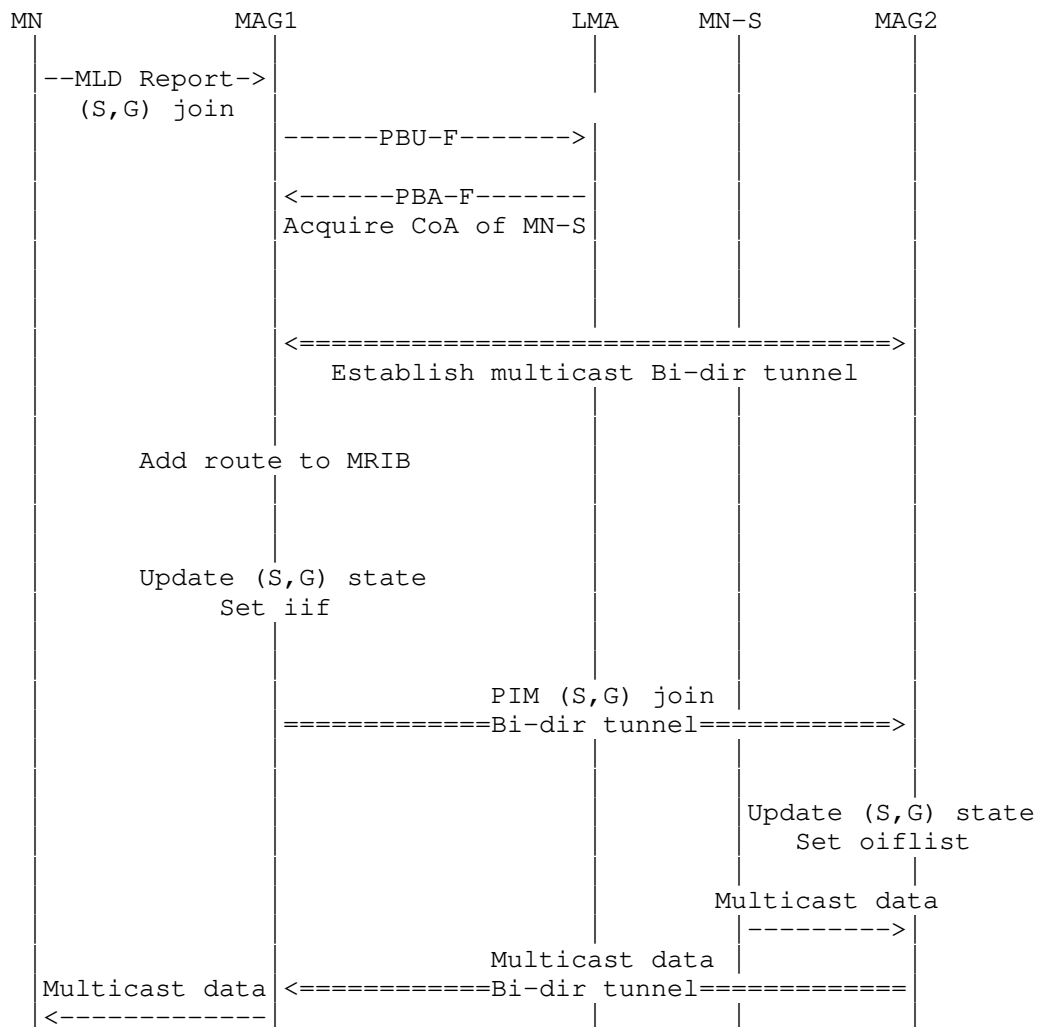 MN MAG1 LMA MN-S MAG2
--MLD Report->
(S,G) join
------PBU-F------->
<------PBA-F-------
Acquire CoA of MN-S
<=====================================>
Establish multicast Bi-dir tunnel
Add route to MRIB
Update (S,G) state
Set iif
PIM (S,G) join
=============Bi-dir tunnel============>
Update (S,G) state
Set oiflist
Multicast data
--------->
Multicast data
Multicast data <============Bi-dir tunnel=============
<-------------